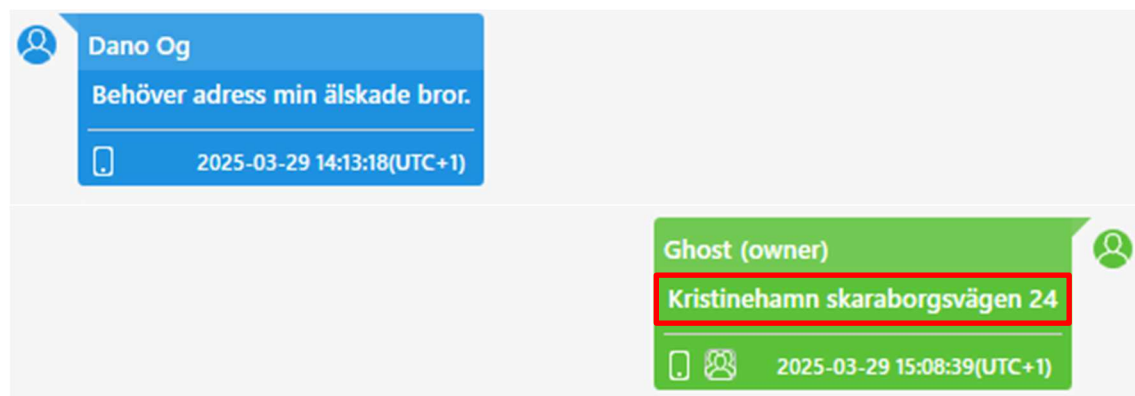 Dano Og
Behöver adress min älskade bror.
2025-03-29 14:13:18(UTC+1)
Ghost (owner)
Kristinehamn skaraborgsvägen 24
2025-03-29 15:08:39(UTC+1)